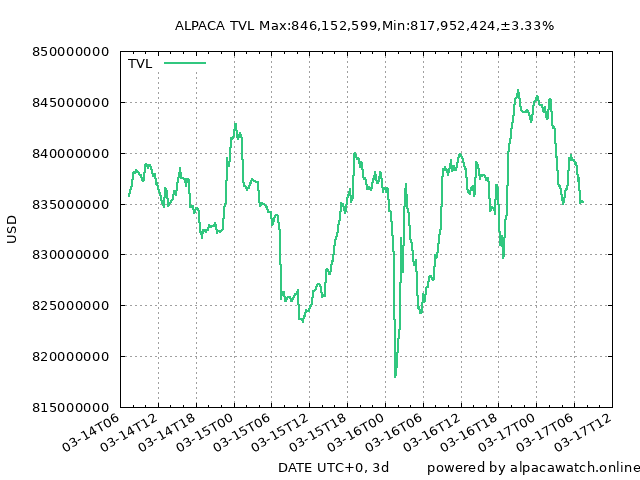 ALPACA TVL Max:846,152,599,Min:817,952,424,±3.33%
850000000
TVL
845000000
840000000
835000000
USD
830000000
825000000
820000000
815000000
03-14T06 03-14T12 03-14T18 03-15T00 03-15T06 03-15T12 03-15T18 03-16T00 03-16T06 03-16T12 03-16T18 03-17T00 03-17T06 03-17T12
DATE UTC+0, 3d powered by alpacawatch.online